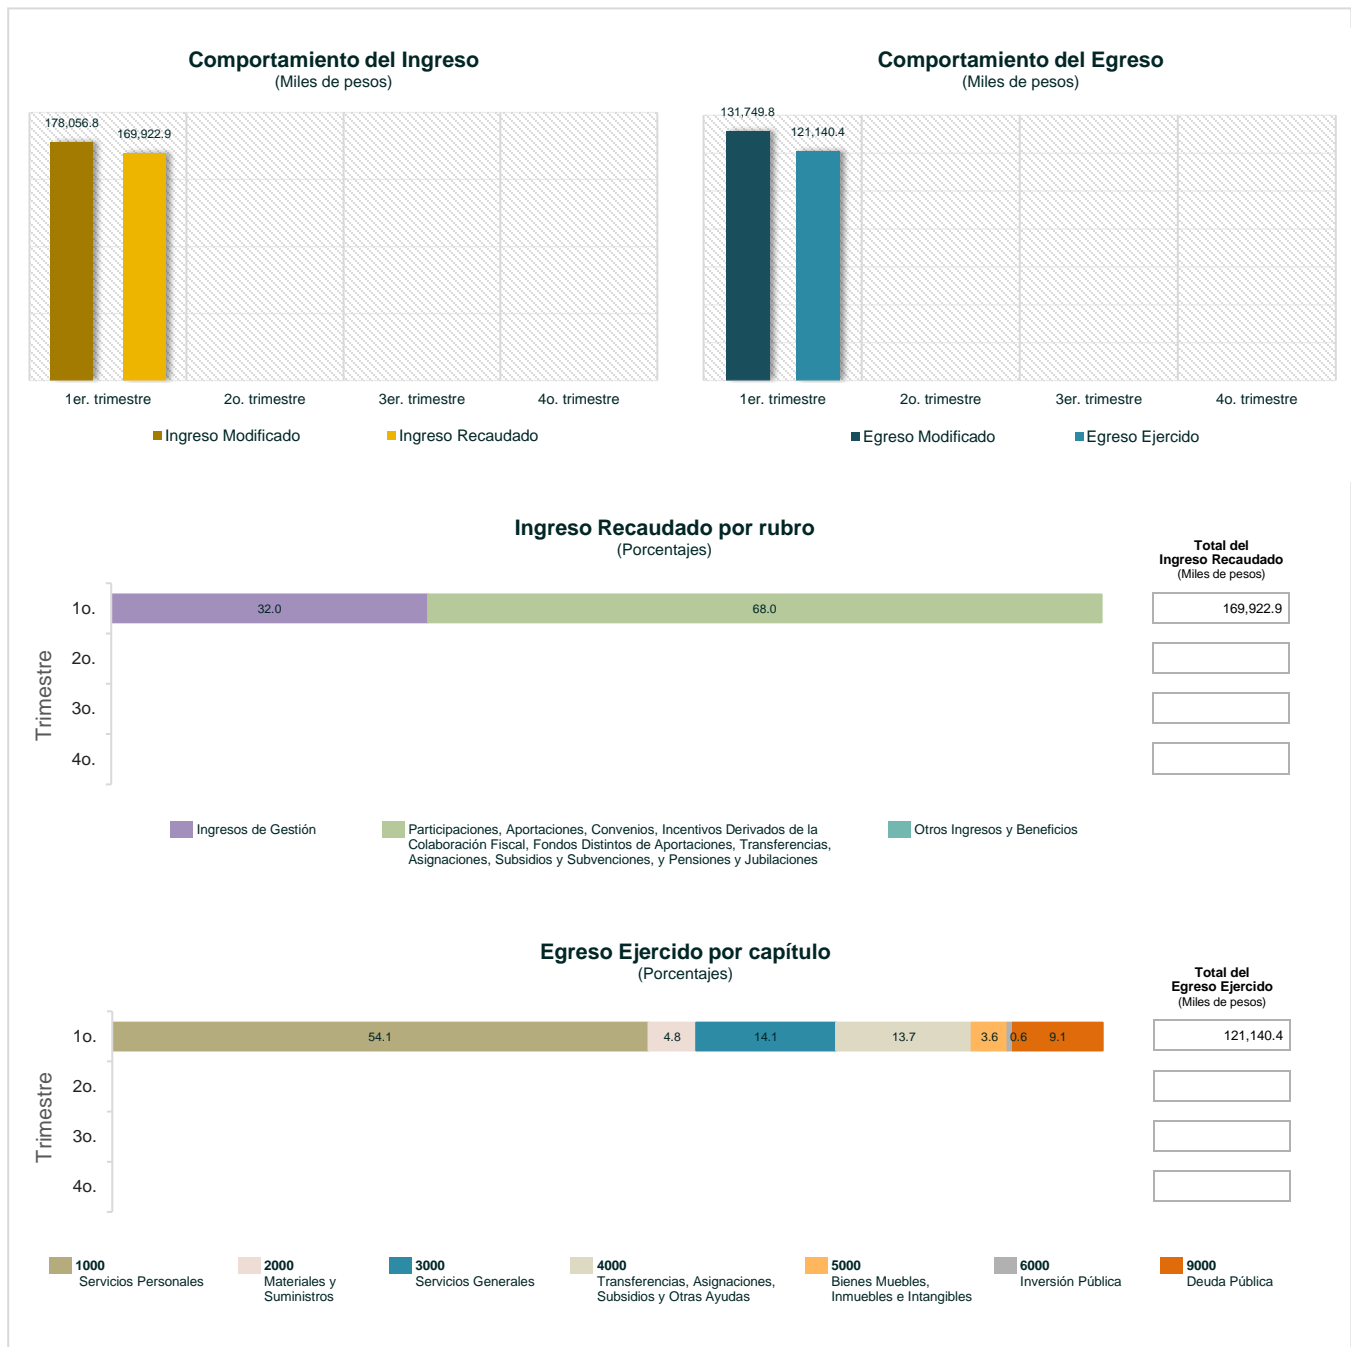 Comportamiento del Ingreso
(Miles de pesos)
178,056.8
169,922.9
1er. trimestre
2o. trimestre
3er. trimestre
4o. trimestre
Ingreso Modificado
Ingreso Recaudado
Comportamiento del Egreso
(Miles de pesos)
131,749.8
121,140.4
1er. trimestre
2o. trimestre
3er. trimestre
4o. trimestre
Egreso Modificado
Egreso Ejercido
Ingreso Recaudado por rubro
(Porcentajes)
Total del
Ingreso Recaudado
(Miles de pesos)
Trimestre
1o.
32.0
68.0
169,922.9
2o.
3o.
4o.
Ingresos de Gestión
Participaciones, Aportaciones, Convenios, Incentivos Derivados de la
Colaboración Fiscal, Fondos Distintos de Aportaciones, Transferencias,
Asignaciones, Subsidios y Subvenciones, y Pensiones y Jubilaciones
Otros Ingresos y Beneficios
Egreso Ejercido por capítulo
(Porcentajes)
Total del
Egreso Ejercido
(Miles de pesos)
Trimestre
1o.
54.1
4.8
14.1
13.7
3.6
0.6
9.1
121,140.4
2o.
3o.
4o.
1000
Servicios Personales
2000
Materiales y
Suministros
3000
Servicios Generales
4000
Transferencias, Asignaciones,
Subsidios y Otras Ayudas
5000
Bienes Muebles,
Inmuebles e Intangibles
6000
Inversión Pública
9000
Deuda Pública